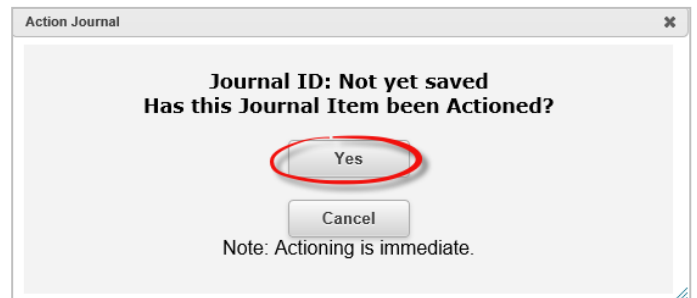 Action Journal
Journal ID: Not yet saved
Has this Journal Item been Actioned?
Yes
Cancel
Note: Actioning is immediate.